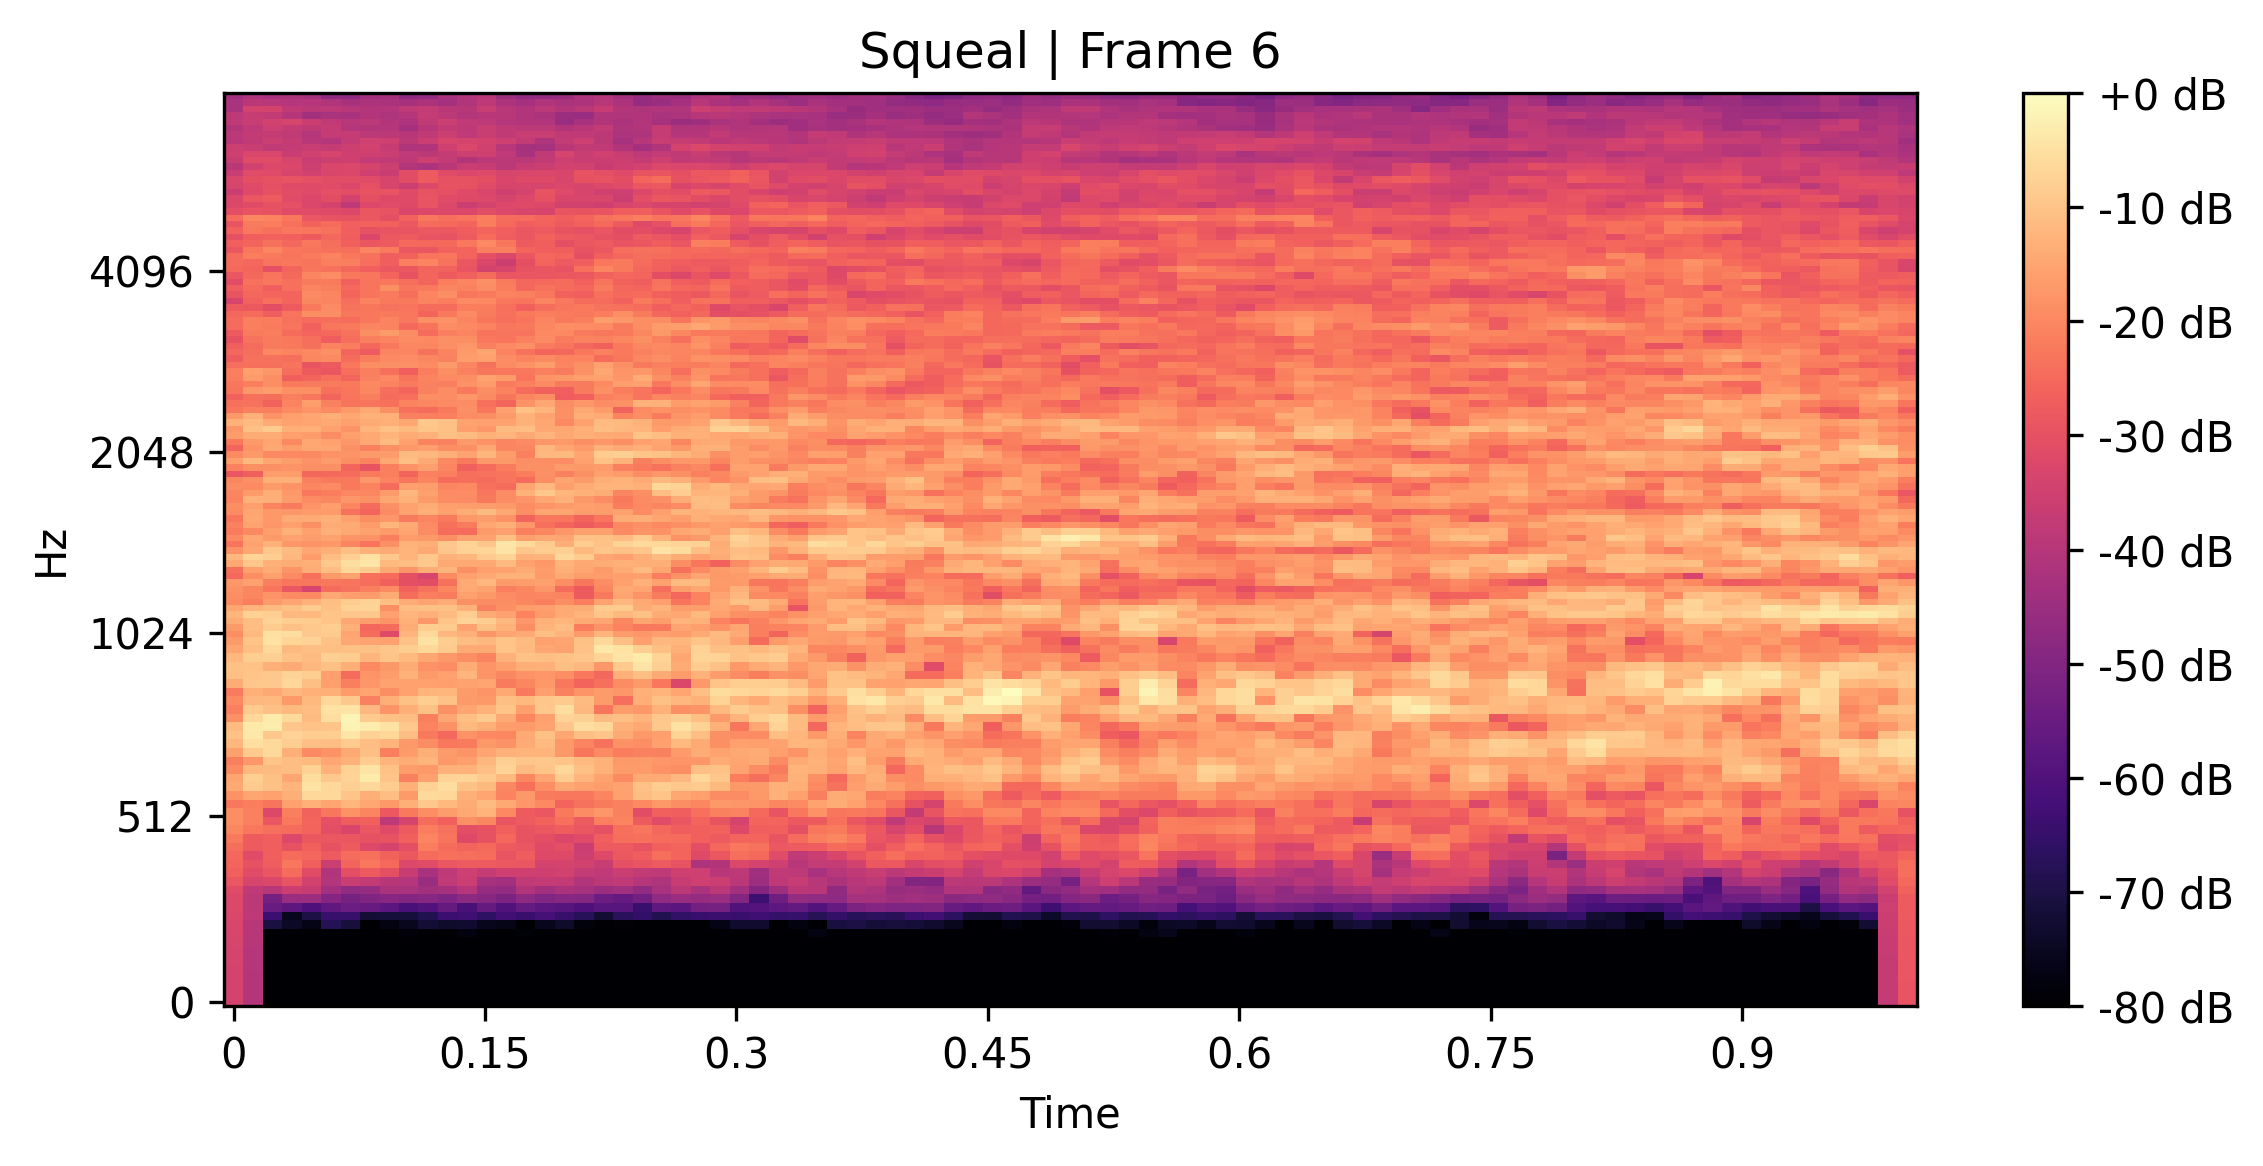 Squeal | Frame 6
Hz
4096
2048
1024
512
0
0 0.15 0.3 0.45 0.6 0.75 0.9
Time
+0 dB
-10 dB
-20 dB
-30 dB
-40 dB
-50 dB
-60 dB
-70 dB
-80 dB